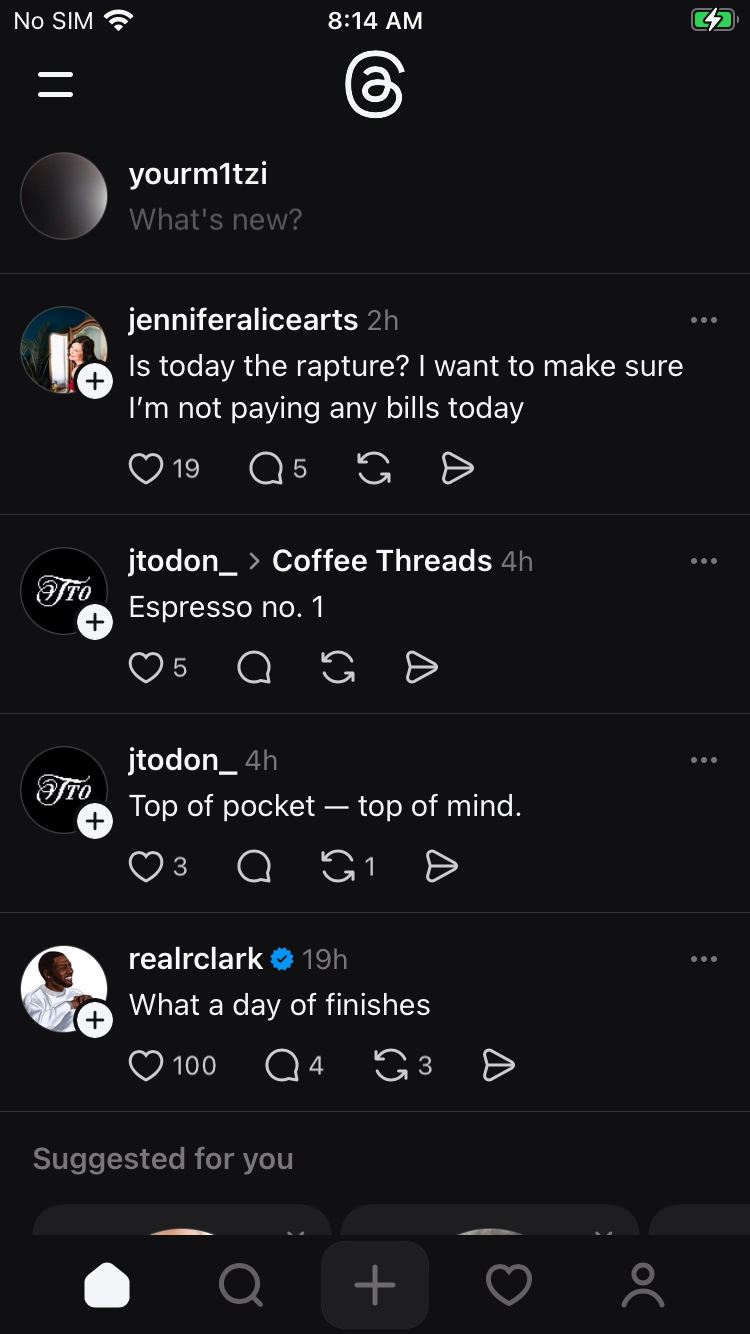 No SIM 8:14 AM
yourm1tzi
What's new?
jenniferalicearts 2h
Is today the rapture? I want to make sure
I’m not paying any bills today
19 5
jtodon_ > Coffee Threads 4h
Espresso no. 1
5
jtodon_ 4h
Top of pocket — top of mind.
3 1
realrclark 19h
What a day of finishes
100 4 3
Suggested for you